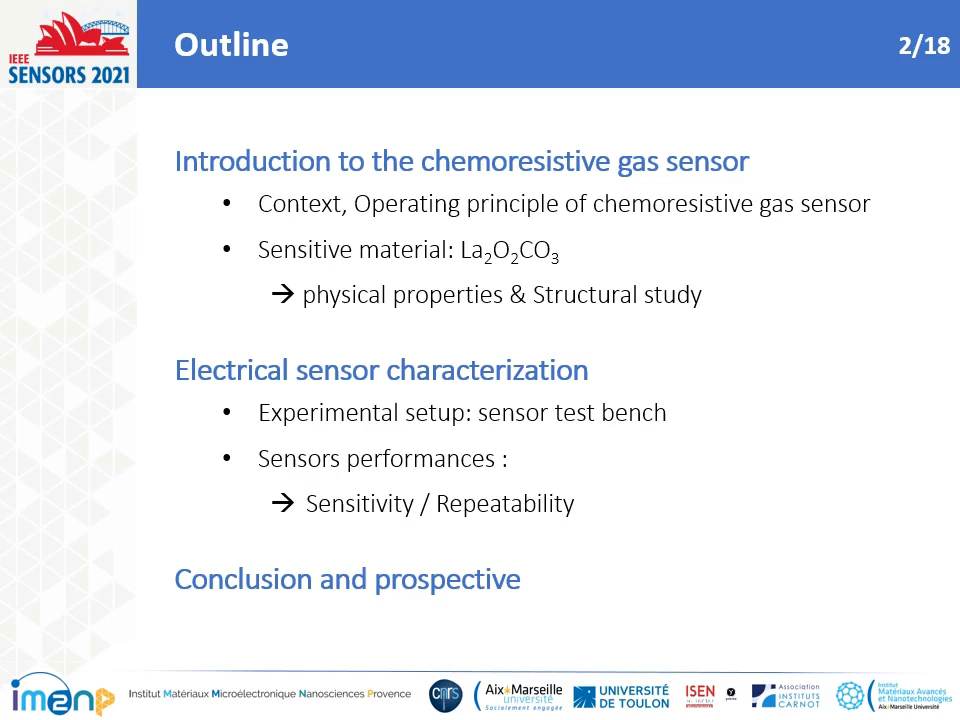 IEEE
SENSORS 2021
Outline
2/18
Introduction to the chemoresistive gas sensor
• Context, Operating principle of chemoresistive gas sensor
• Sensitive material: La₂O₂CO₃
→ physical properties & Structural study
Electrical sensor characterization
• Experimental setup: sensor test bench
• Sensors performances :
→ Sensitivity / Repeatability
Conclusion and prospective
im2np
Institut Matériaux Microélectronique Nanosciences Provence
cnrs
Aix*Marseille
université
Socialement engagée
UNIVERSITÉ
DE TOULON
ISEN
Association
INSTITUTS
CARNOT
Institut
Matériaux Avancés
et Nanotechnologies
Aix Marseille Université